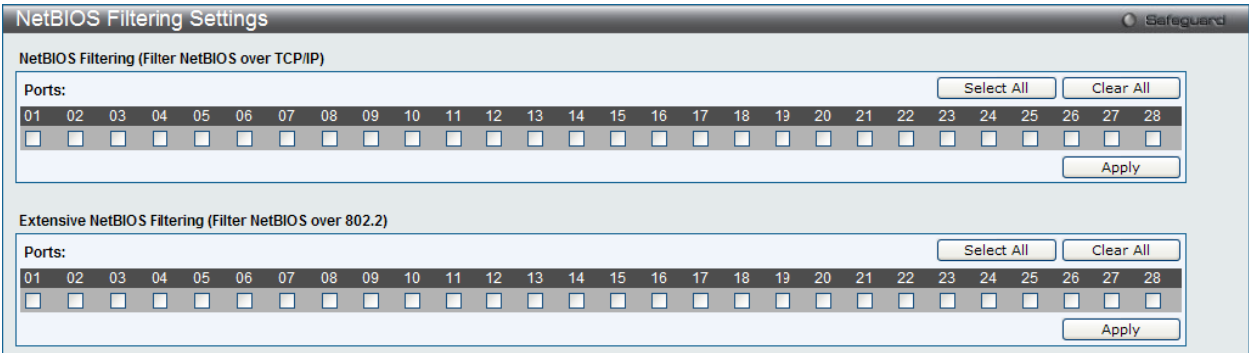 NetBIOS Filtering Settings Safeguard
NetBIOS Filtering (Filter NetBIOS over TCP/IP)
Ports: Select All Clear All
01 02 03 04 05 06 07 08 09 10 11 12 13 14 15 16 17 18 19 20 21 22 23 24 25 26 27 28
Apply
Extensive NetBIOS Filtering (Filter NetBIOS over 802.2)
Ports: Select All Clear All
01 02 03 04 05 06 07 08 09 10 11 12 13 14 15 16 17 18 19 20 21 22 23 24 25 26 27 28
Apply